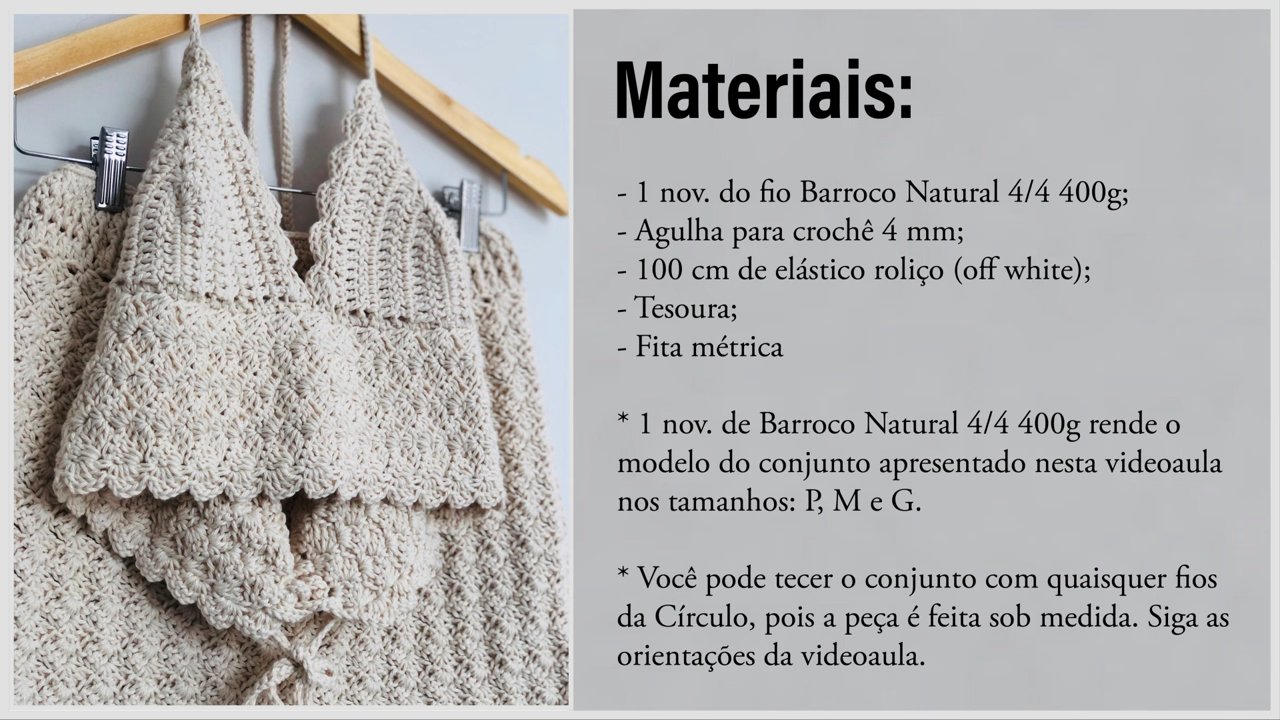 Materiais:
- 1 nov. do fio Barroco Natural 4/4 400g;
- Agulha para crochê 4 mm;
- 100 cm de elástico roliço (off white);
- Tesoura;
- Fita métrica
* 1 nov. de Barroco Natural 4/4 400g rende o
modelo do conjunto apresentado nesta videoaula
nos tamanhos: P, M e G.
* Você pode tecer o conjunto com quaisquer fios
da Círculo, pois a peça é feita sob medida. Siga as
orientações da videoaula.